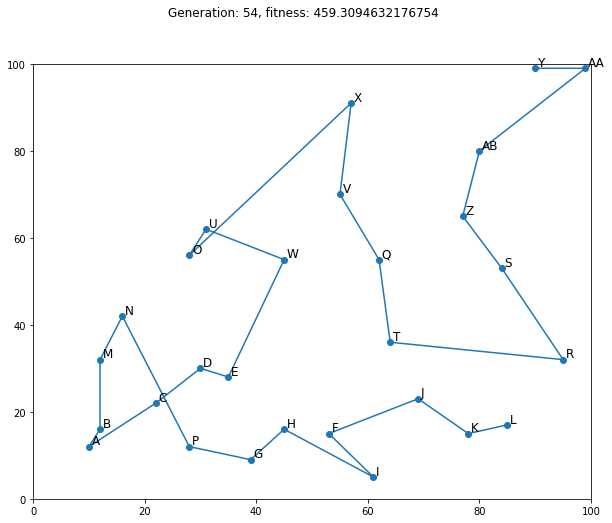 Generation: 54, fitness: 459.3094632176754
100
Y
AA
X
80
AB
V
Z
U
60
O
W
Q
S
N
40
T
M
R
D
E
J
20
C
B
H
L
A
F
K
P
G
I
0
0
20
40
60
80
100